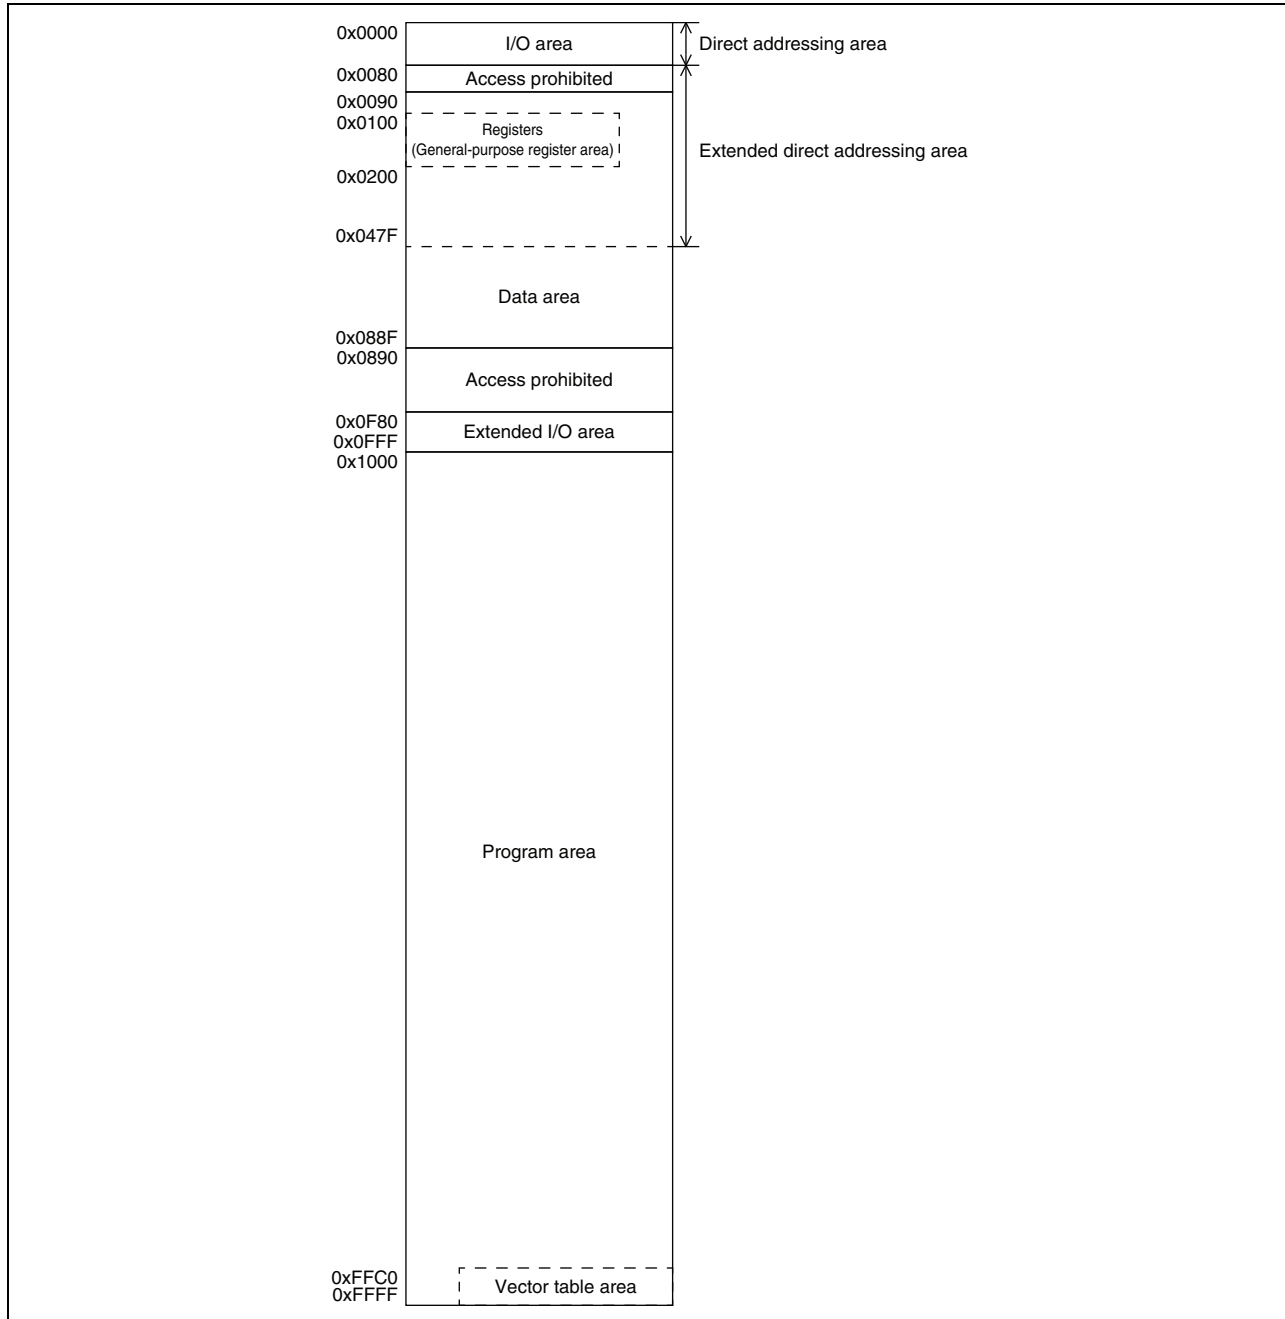 0x0000
I/O area
Direct addressing area
0x0080
Access prohibited
0x0090
0x0100
Registers
(General-purpose register area)
Extended direct addressing area
0x0200
0x047F
Data area
0x088F
0x0890
Access prohibited
0x0F80
Extended I/O area
0x0FFF
0x1000
Program area
0xFFC0
Vector table area
0xFFFF